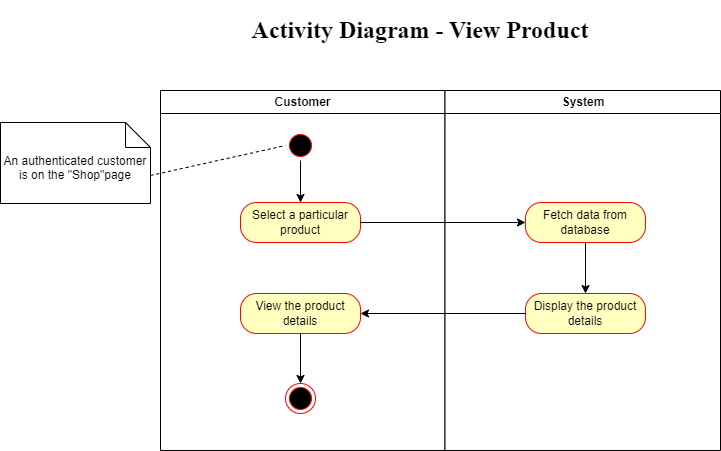 Activity Diagram - View Product
Customer
System
An authenticated customer
is on the "Shop"page
Select a particular
product
Fetch data from
database
View the product
details
Display the product
details